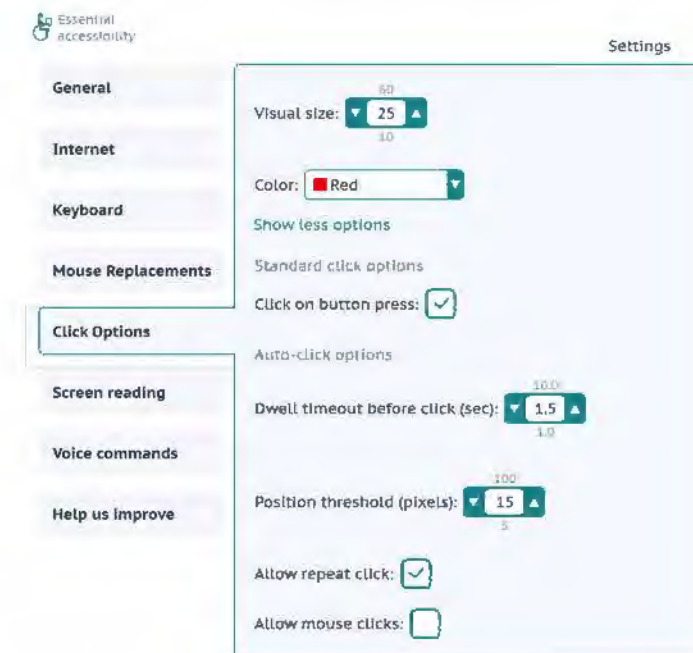 Essential
accessibility
Settings
General
Internet
Keyboard
Mouse Replacements
Click Options
Screen reading
Voice commands
Help us improve
60
Visual size: 25
10
Color: Red
Show less options
Standard click options
Click on button press:
Auto-click options
10.0
Dwell timeout before click (sec): 1.5
1.0
100
Position threshold (pixels): 15
5
Allow repeat click:
Allow mouse clicks: